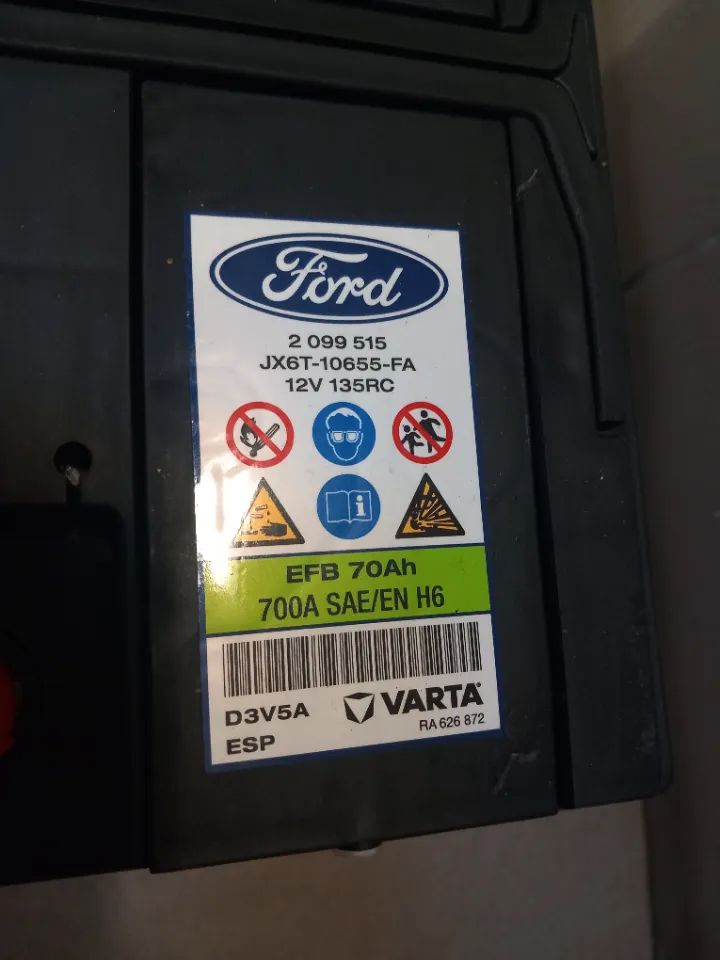 Ford
2 099 515
JX6T-10655-FA
12V 135RC
EFB 70Ah
700A SAE/EN H6
D3V5A
VARTA
RA 626 872
ESP